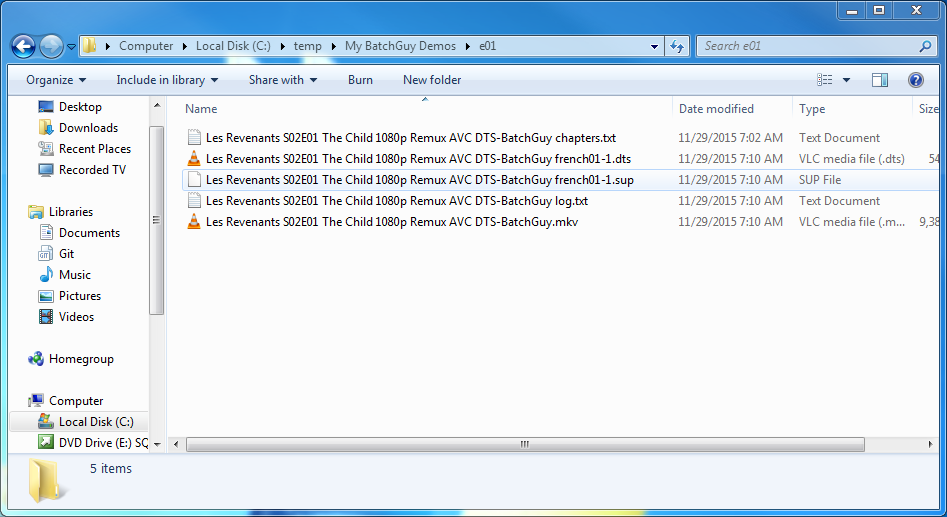 Computer Local Disk (C:) temp My BatchGuy Demos e01
Search e01
Organize Include in library Share with Burn New folder
Name Date modified Type Size
Desktop
Downloads
Recent Places
Recorded TV
Libraries
Documents
Git
Music
Pictures
Videos
Homegroup
Computer
Local Disk (C:)
DVD Drive (E:) SQ
Les Revenants S02E01 The Child 1080p Remux AVC DTS-BatchGuy chapters.txt 11/29/2015 7:02 AM Text Document
Les Revenants S02E01 The Child 1080p Remux AVC DTS-BatchGuy french01-1.dts 11/29/2015 7:10 AM VLC media file (.dts) 54
Les Revenants S02E01 The Child 1080p Remux AVC DTS-BatchGuy french01-1.sup 11/29/2015 7:10 AM SUP File
Les Revenants S02E01 The Child 1080p Remux AVC DTS-BatchGuy log.txt 11/29/2015 7:10 AM Text Document
Les Revenants S02E01 The Child 1080p Remux AVC DTS-BatchGuy.mkv 11/29/2015 7:10 AM VLC media file (.m... 9,38
5 items